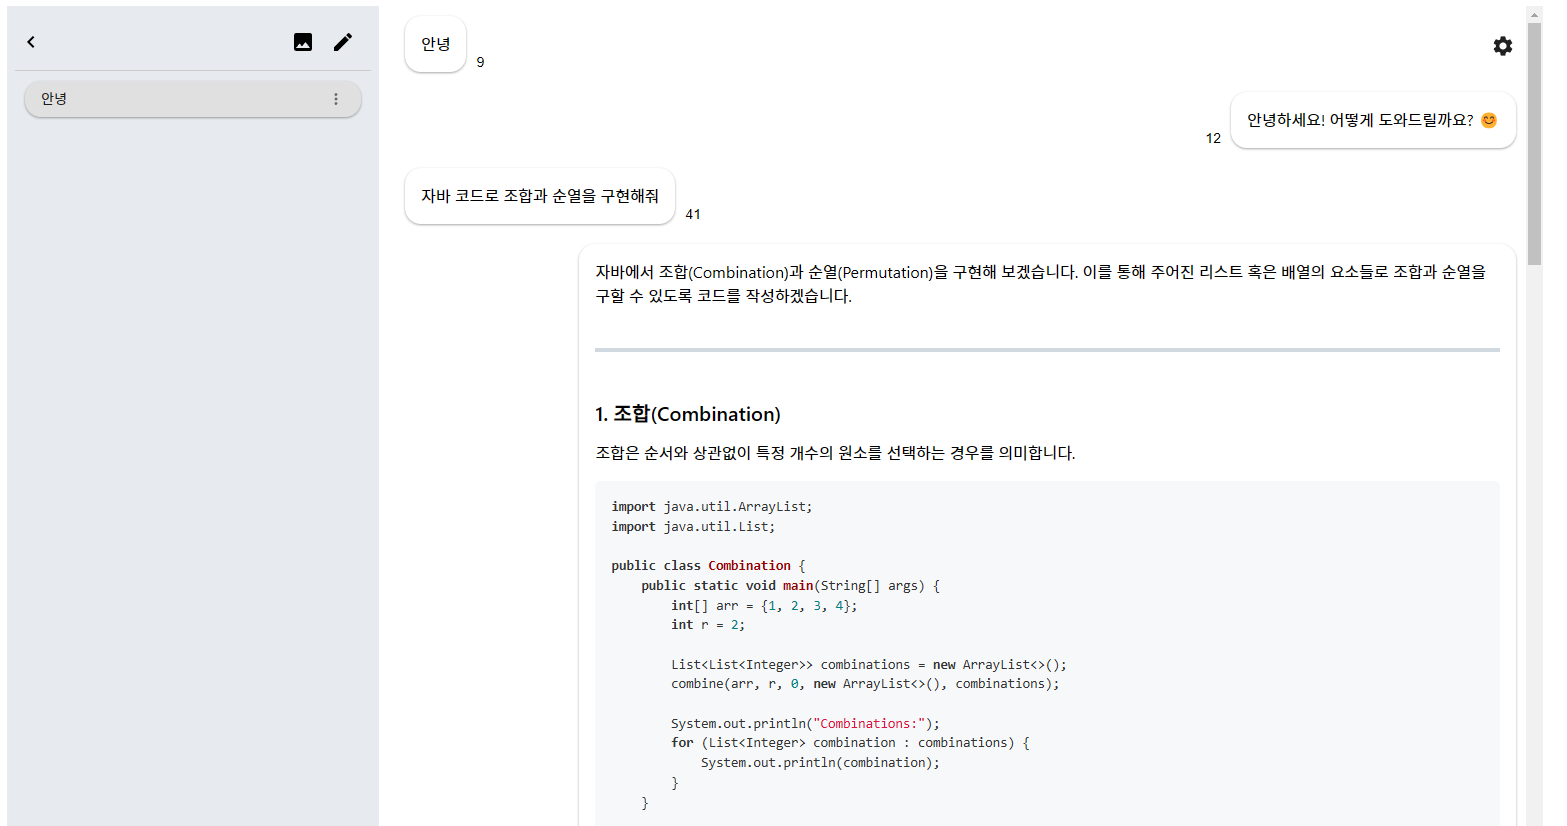 안녕
안녕
9
안녕하세요! 어떻게 도와드릴까요? 😊
12
자바 코드로 조합과 순열을 구현해줘
41
자바에서 조합(Combination)과 순열(Permutation)을 구현해 보겠습니다. 이를 통해 주어진 리스트 혹은 배열의 요소들로 조합과 순열을
구할 수 있도록 코드를 작성하겠습니다.
1. 조합(Combination)
조합은 순서와 상관없이 특정 개수의 원소를 선택하는 경우를 의미합니다.
import java.util.ArrayList;
import java.util.List;
public class Combination {
    public static void main(String[] args) {
        int[] arr = {1, 2, 3, 4};
        int r = 2;
        List<List<Integer>> combinations = new ArrayList<>();
        combine(arr, r, 0, new ArrayList<>(), combinations);
        System.out.println("Combinations:");
        for (List<Integer> combination : combinations) {
            System.out.println(combination);
        }
    }